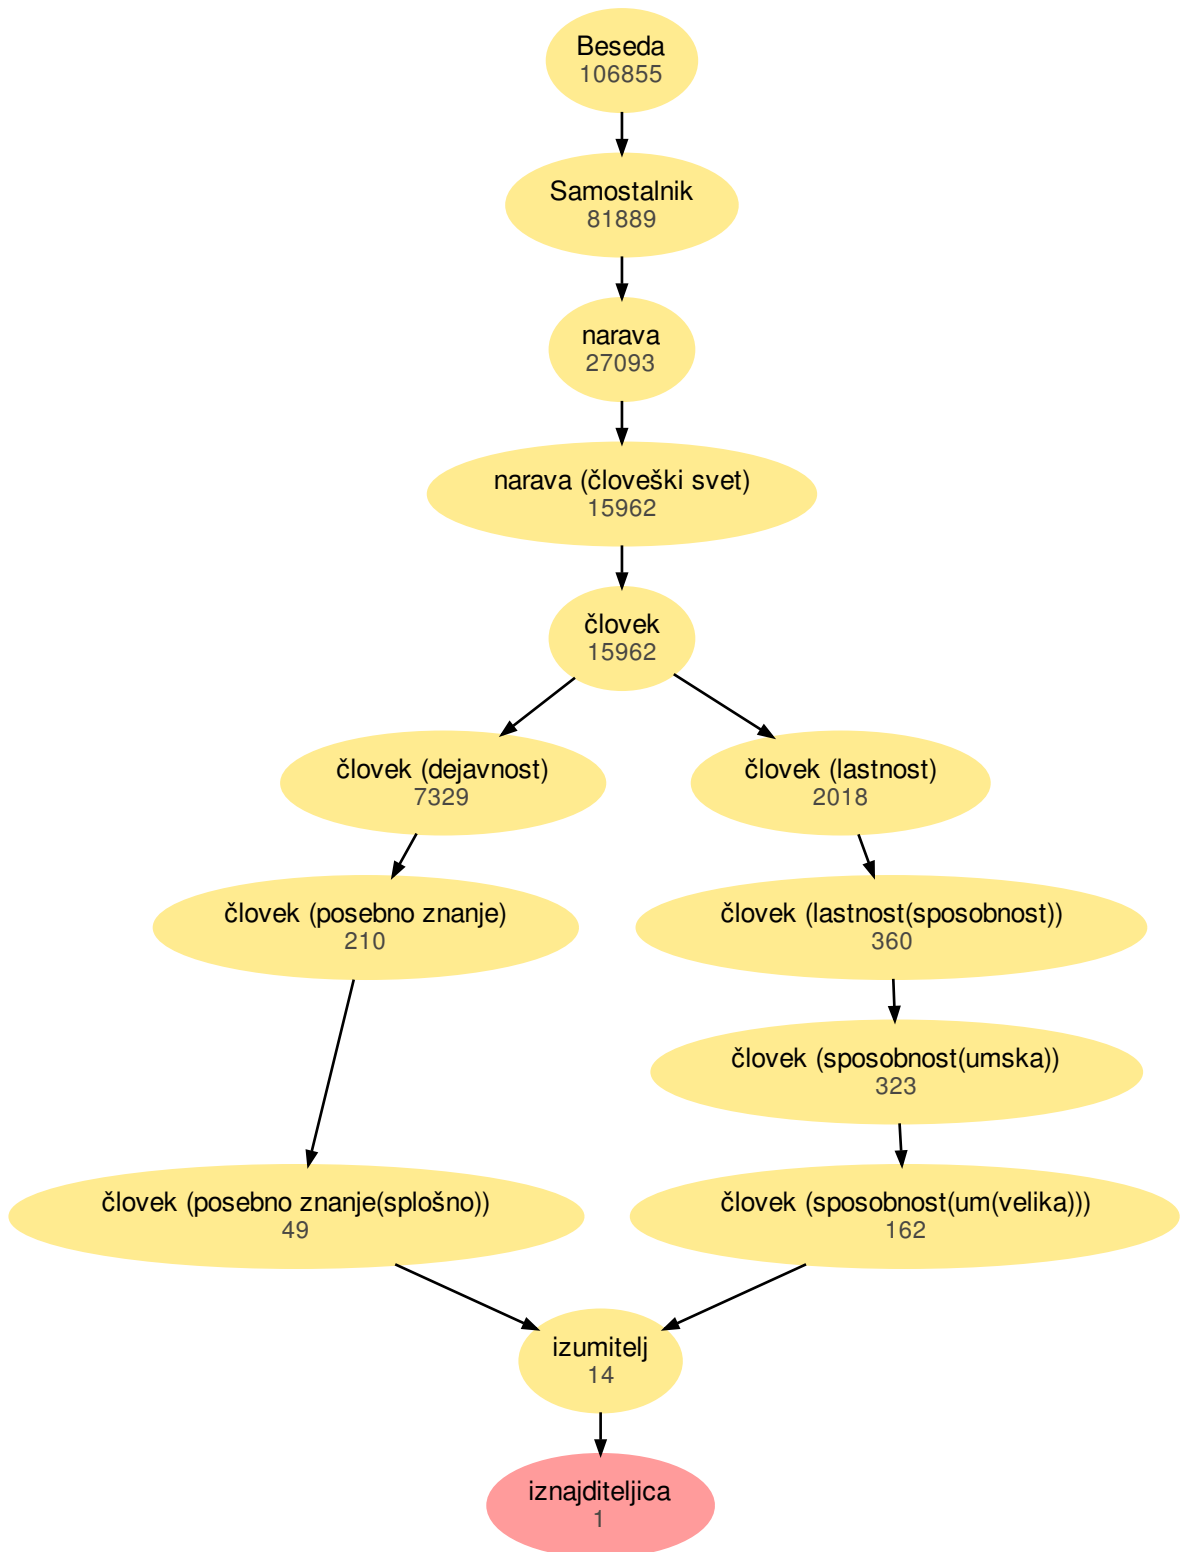 Beseda
106855
Samostalnik
81889
narava
27093
narava (človeški svet)
15962
človek
15962
človek (dejavnost)
7329
človek (lastnost)
2018
človek (posebno znanje)
210
človek (lastnost(sposobnost))
360
človek (sposobnost(umska))
323
človek (posebno znanje(splošno))
49
človek (sposobnost(um(velika)))
162
izumitelj
14
iznajditeljica
1